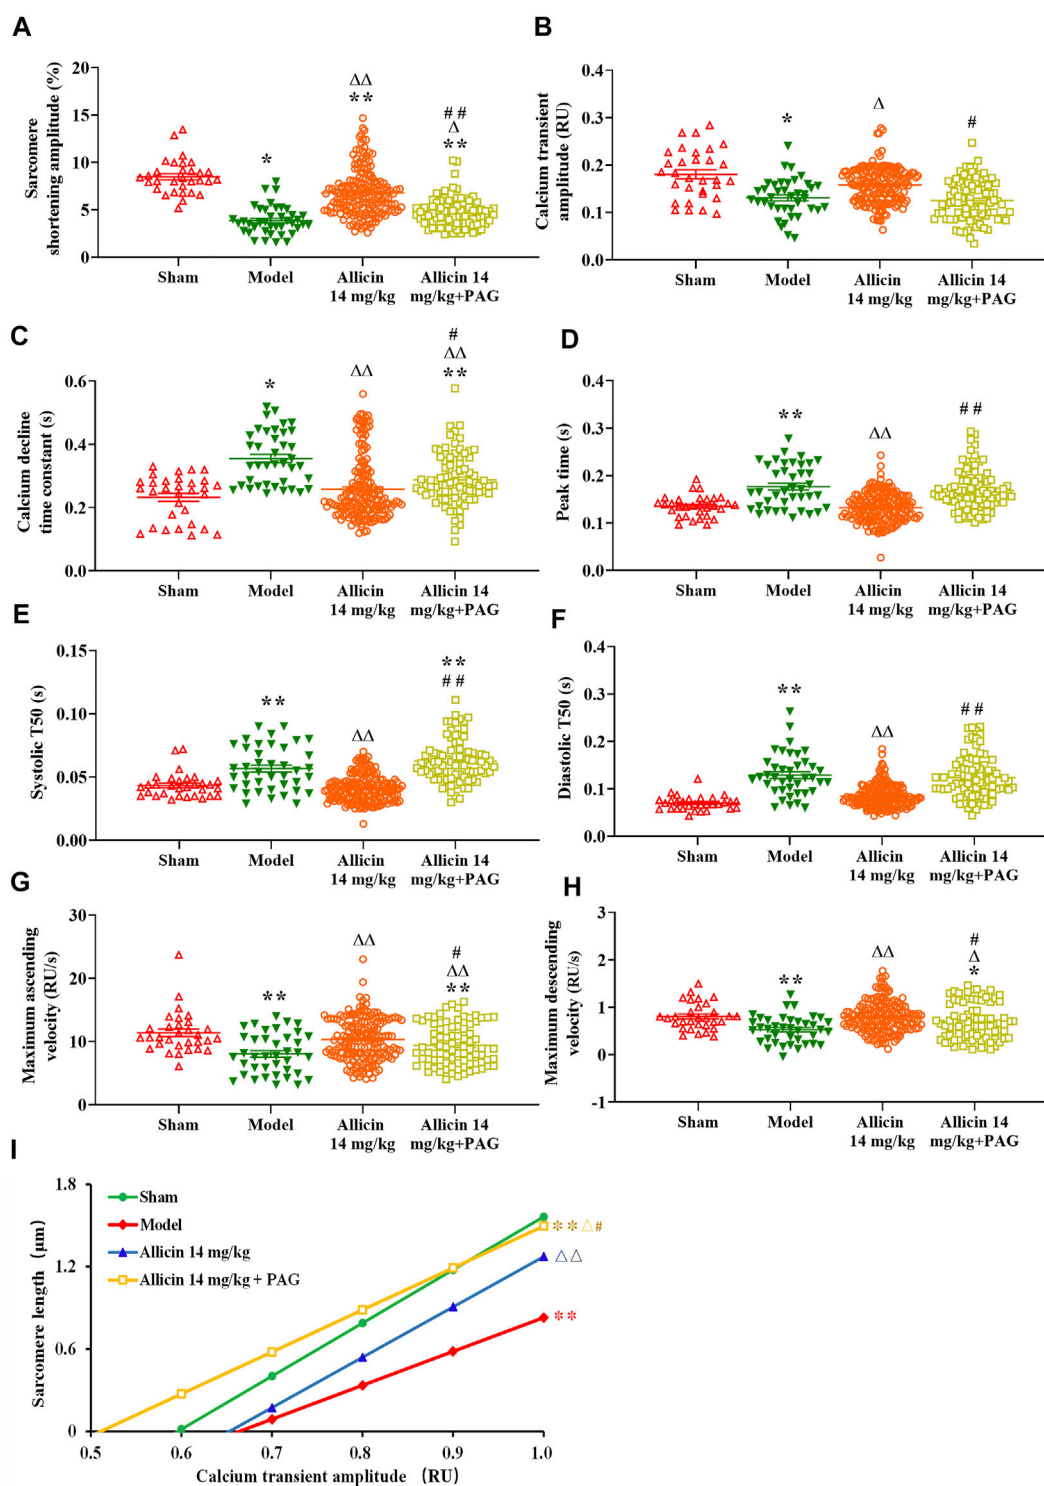 A
Sarcomere
shortening amplitude (%)
20
15
10
5
0
ΔΔ
**
##
Δ
**
*
Sham
Model
Allicin
14 mg/kg
Allicin 14
mg/kg+PAG
B
Calcium transient
amplitude (RU)
0.4
0.3
0.2
0.1
0.0
*
Δ
#
Sham
Model
Allicin
14 mg/kg
Allicin 14
mg/kg+PAG
C
Calcium decline
time constant (s)
0.6
0.4
0.2
0.0
*
ΔΔ
#
ΔΔ
**
Sham
Model
Allicin
14 mg/kg
Allicin 14
mg/kg+PAG
D
Peak time (s)
0.4
0.3
0.2
0.1
0.0
**
ΔΔ
##
Sham
Model
Allicin
14 mg/kg
Allicin 14
mg/kg+PAG
E
Systolic T50 (s)
0.15
0.10
0.05
0.00
**
ΔΔ
**
##
Sham
Model
Allicin
14 mg/kg
Allicin 14
mg/kg+PAG
F
Diastolic T50 (s)
0.4
0.3
0.2
0.1
0.0
**
ΔΔ
##
Sham
Model
Allicin
14 mg/kg
Allicin 14
mg/kg+PAG
G
Maximum ascending
velocity (RU/s)
30
20
10
0
**
ΔΔ
#
ΔΔ
**
Sham
Model
Allicin
14 mg/kg
Allicin 14
mg/kg+PAG
H
Maximum descending
velocity (RU/s)
3
2
1
0
-1
**
ΔΔ
#
Δ
*
Sham
Model
Allicin
14 mg/kg
Allicin 14
mg/kg+PAG
I
Sarcomere length (μm)
1.8
1.2
0.6
0
Sham
Model
Allicin 14 mg/kg
Allicin 14 mg/kg + PAG
**Δ#
ΔΔ
**
0.5 0.6 0.7 0.8 0.9 1.0
Calcium transient amplitude (RU)